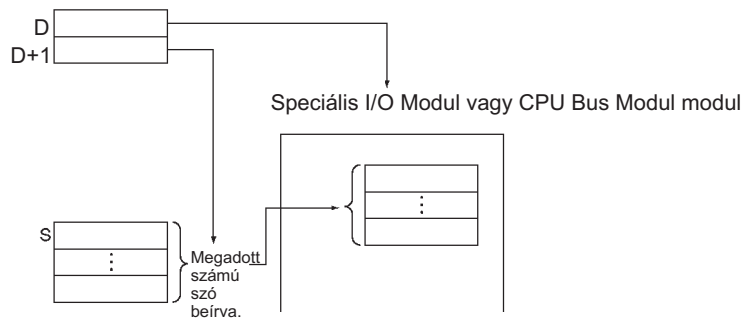 D
D+1
Speciális I/O Modul vagy CPU Bus Modul modul
S
Megadott
számú
szó
beírva.